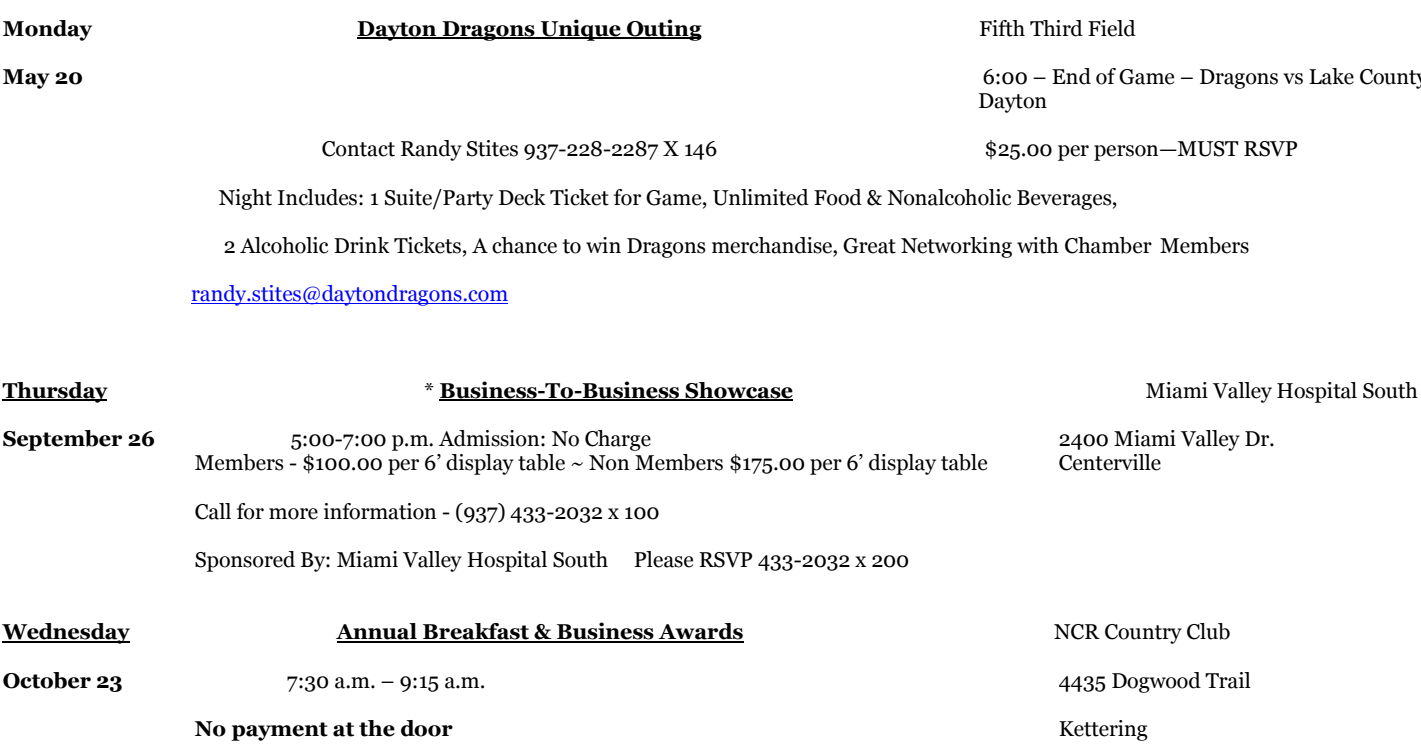 Monday Dayton Dragons Unique Outing Fifth Third Field
May 20 6:00 – End of Game – Dragons vs Lake County
Dayton
Contact Randy Stites 937-228-2287 X 146 $25.00 per person—MUST RSVP
Night Includes: 1 Suite/Party Deck Ticket for Game, Unlimited Food & Nonalcoholic Beverages,
2 Alcoholic Drink Tickets, A chance to win Dragons merchandise, Great Networking with Chamber Members
randy.stites@daytondragons.com
Thursday * Business-To-Business Showcase Miami Valley Hospital South
September 26 5:00-7:00 p.m. Admission: No Charge 2400 Miami Valley Dr.
Members - $100.00 per 6’ display table ~ Non Members $175.00 per 6’ display table Centerville
Call for more information - (937) 433-2032 x 100
Sponsored By: Miami Valley Hospital South Please RSVP 433-2032 x 200
Wednesday Annual Breakfast & Business Awards NCR Country Club
October 23 7:30 a.m. – 9:15 a.m. 4435 Dogwood Trail
No payment at the door Kettering